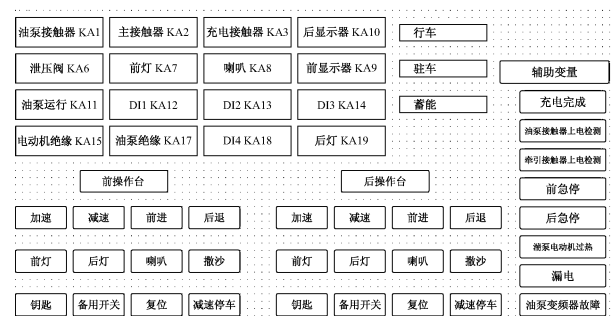 油泵接触器 KA1 主接触器 KA2 充电接触器 KA3 后显示器 KA10 行车
泄压阀 KA6 前灯 KA7 喇叭 KA8 前显示器 KA9 驻车 辅助变量
油泵运行 KA11 DI1 KA12 DI2 KA13 DI3 KA14 蓄能 充电完成
电动机绝缘 KA15 油泵绝缘 KA17 DI4 KA18 后灯 KA19 油泵接触器上电检测
牵引接触器上电检测
前操作台 后操作台 前急停
加速 减速 前进 后退 加速 减速 前进 后退 后急停
油泵电动机过热
前灯 后灯 喇叭 撒沙 前灯 后灯 喇叭 撒沙 漏电
钥匙 备用开关 复位 减速停车 钥匙 备用开关 复位 减速停车 油泵变频器故障